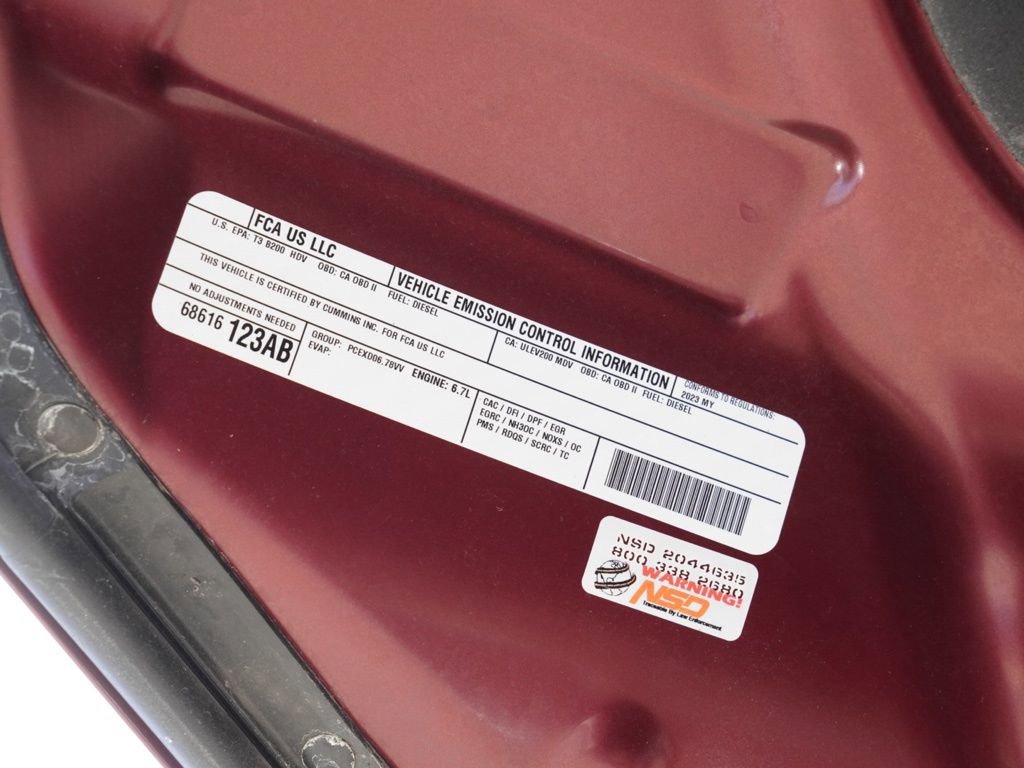 FCA US LLC
VEHICLE EMISSION CONTROL INFORMATION
CONFORMS TO REGULATIONS:
2023 MY
U.S. EPA: T3 B200 HDV OBD: CA OBD II FUEL: DIESEL
CA: ULEV200 MDV OBD: CA OBD II FUEL: DIESEL
THIS VEHICLE IS CERTIFIED BY CUMMINS INC. FOR FCA US LLC
NO ADJUSTMENTS NEEDED
68616 123AB
GROUP: PCEXD06.78VV ENGINE: 6.7L
EVAP:
CAC / DFI / DPF / EGR
EGRC / NH3OC / NOXS / OC
PMS / RDQS / SCRC / TC
NSD 2044635
800 338 2680
WARNING!
NSD
Traceable By Law Enforcement